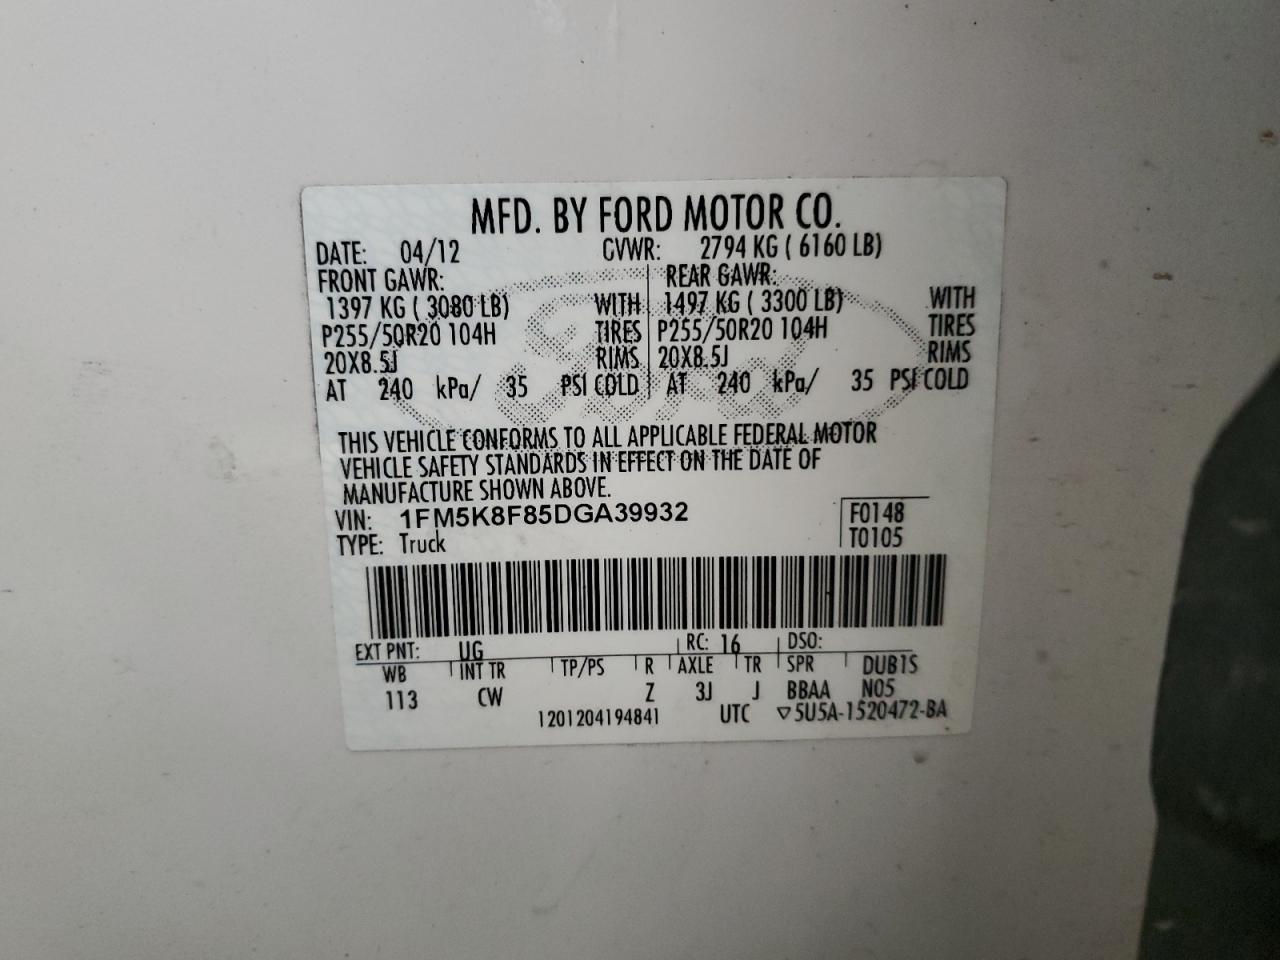 MFD. BY FORD MOTOR CO.
DATE: 04/12 GVWR: 2794 KG ( 6160 LB)
FRONT GAWR: REAR GAWR:
1397 KG ( 3080 LB) WITH 1497 KG ( 3300 LB) WITH
P255/50R20 104H TIRES P255/50R20 104H TIRES
20X8.5J RIMS 20X8.5J RIMS
AT 240 kPa/ 35 PSI COLD AT 240 kPa/ 35 PSI COLD
THIS VEHICLE CONFORMS TO ALL APPLICABLE FEDERAL MOTOR
VEHICLE SAFETY STANDARDS IN EFFECT ON THE DATE OF
MANUFACTURE SHOWN ABOVE.
VIN: 1FM5K8F85DGA39932 F0148
TYPE: Truck T0105
EXT PNT: UG RC: 16 DSO:
WB INT TR TP/PS R AXLE TR SPR DUB1S
113 CW Z 3J J BBAA N05
1201204194841 UTC ▽5U5A-1520472-BA